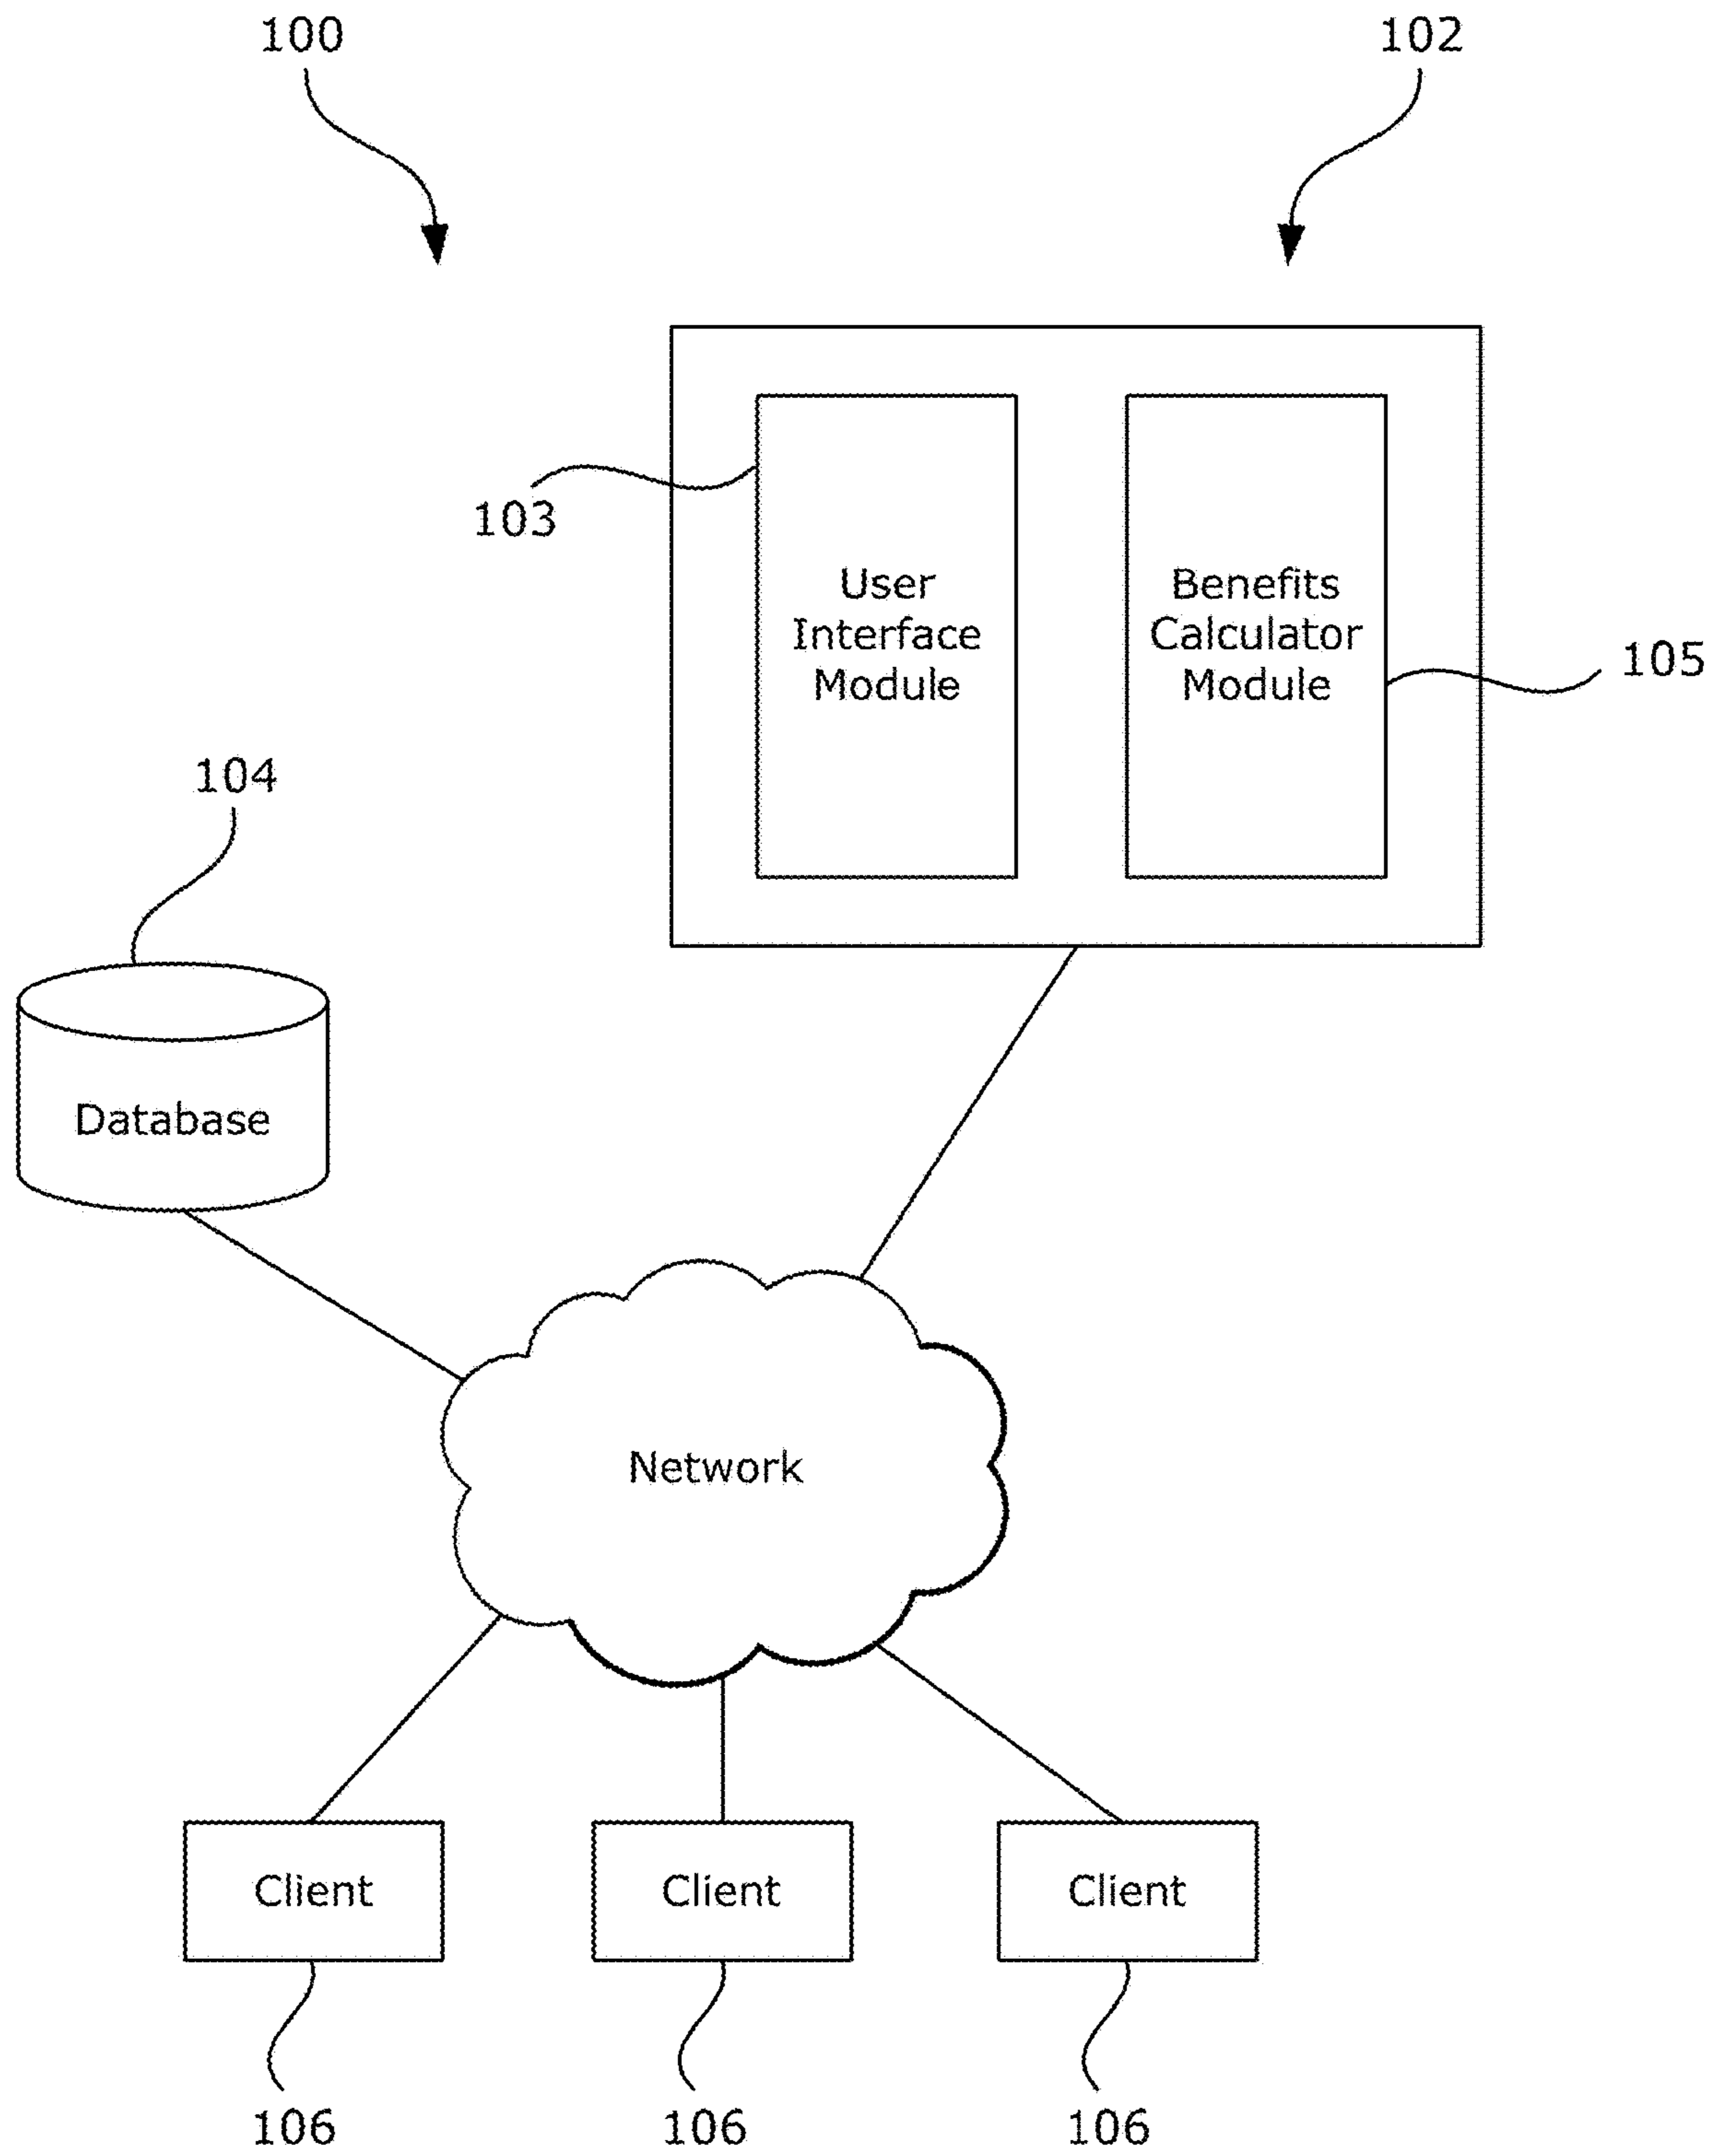 100
102
103
User
Interface
Module
Benefits
Calculator
Module
105
104
Database
Network
Client
Client
Client
106
106
106